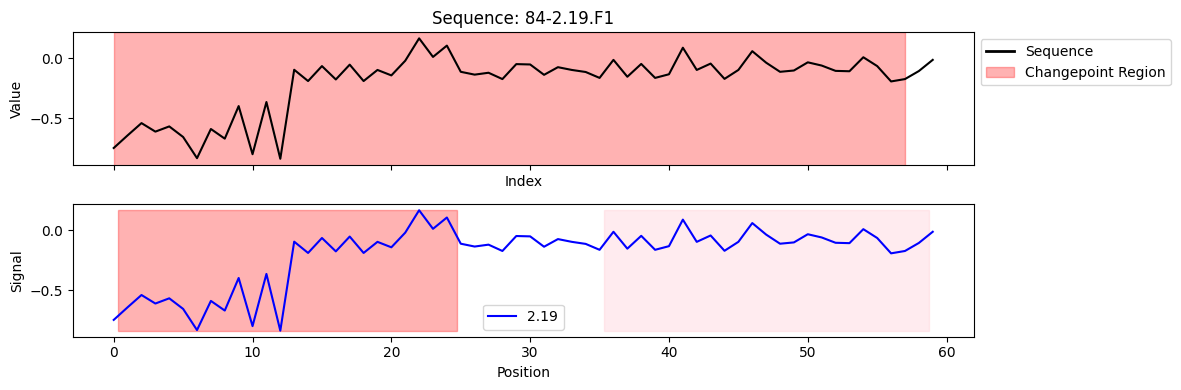 Sequence: 84-2.19.F1
Value
0.0
−0.5
Index
Sequence
Changepoint Region
Signal
0.0
−0.5
2.19
0 10 20 30 40 50 60
Position